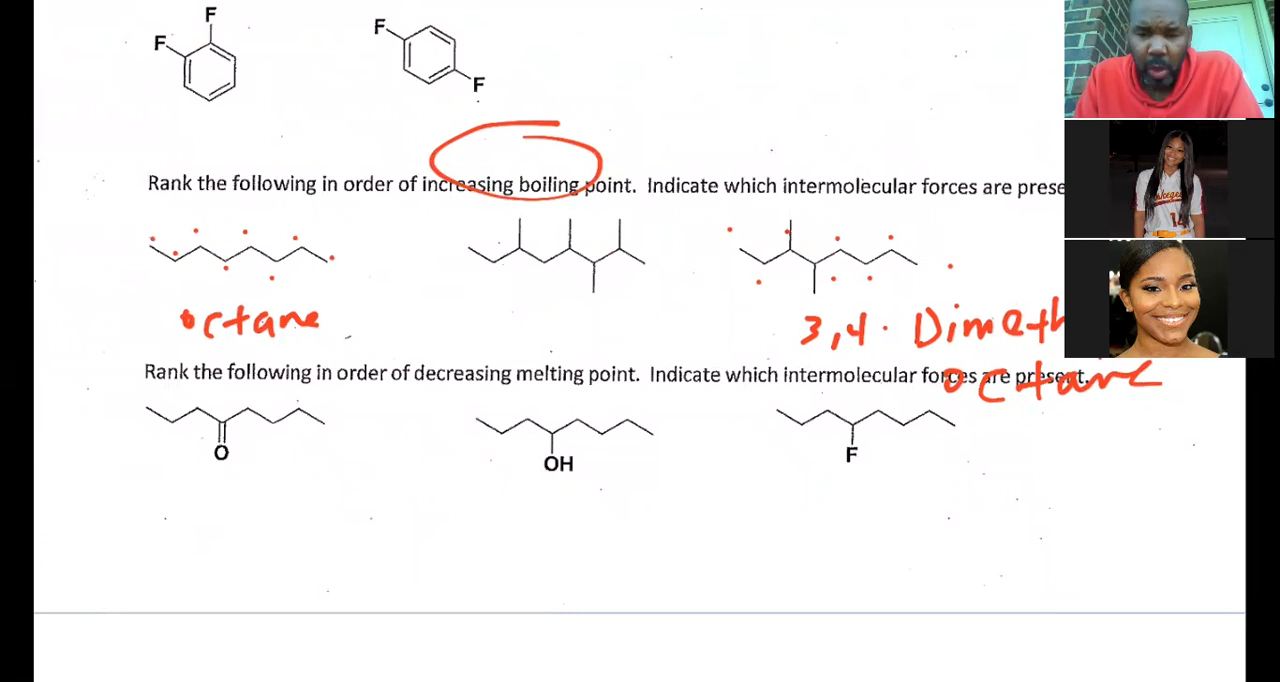 F
F
F
F
Rank the following in order of increasing boiling point. Indicate which intermolecular forces are prese
octane
3,4. Dimeth
octane
Rank the following in order of decreasing melting point. Indicate which intermolecular forces are present.
O
OH
F